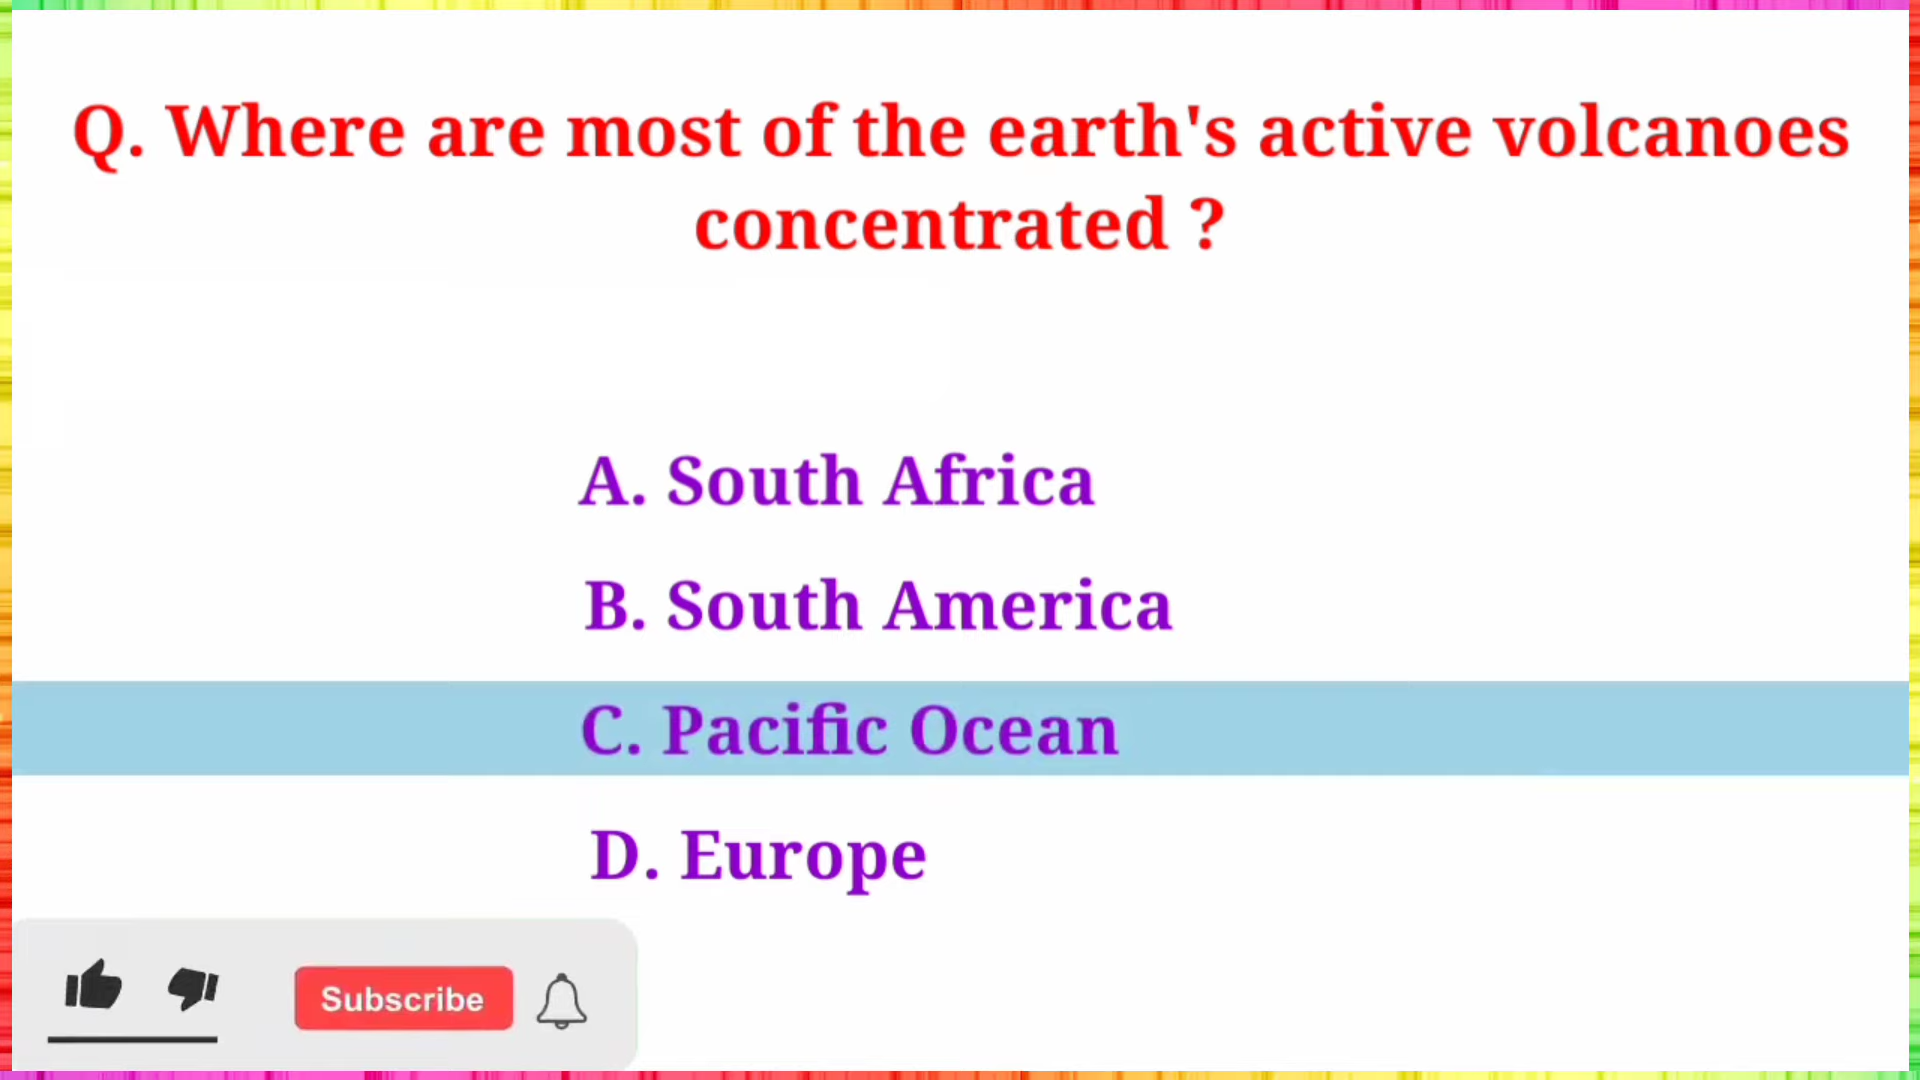 Q. Where are most of the earth's active volcanoes
concentrated ?
A. South Africa
B. South America
C. Pacific Ocean
D. Europe
Subscribe